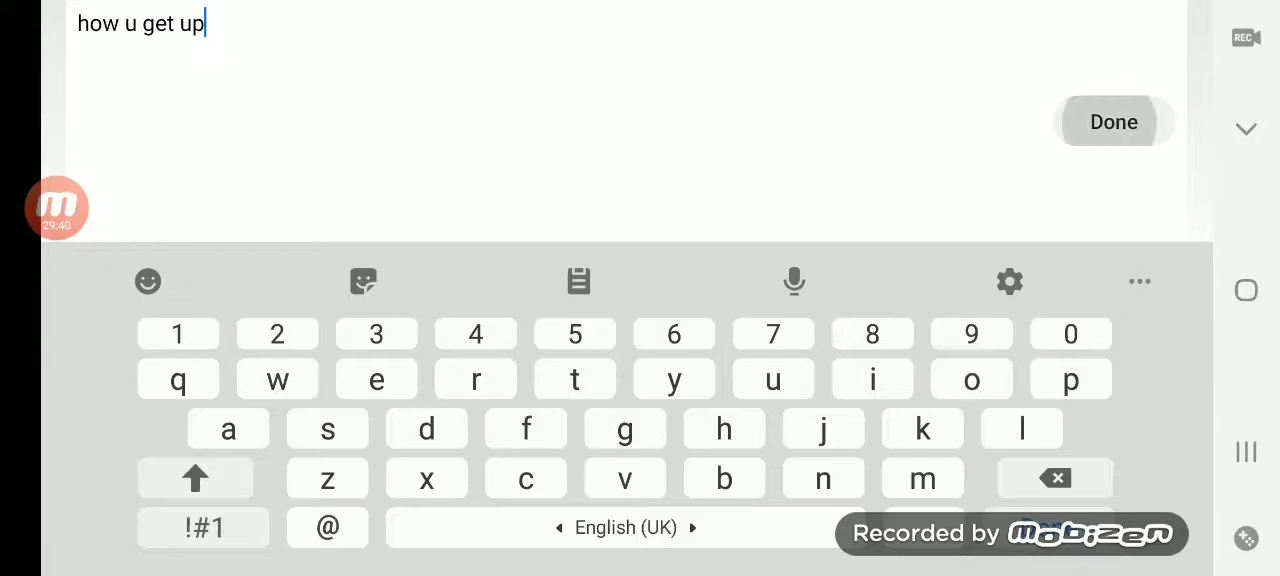 how u get up
Done
REC
m
29:40
1 2 3 4 5 6 7 8 9 0
q w e r t y u i o p
a s d f g h j k l
z x c v b n m
!#1 @ English (UK)
Recorded by mobizen